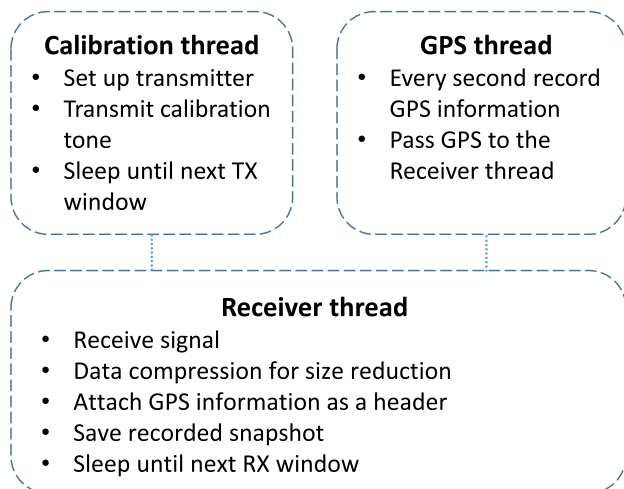 Calibration thread
• Set up transmitter
• Transmit calibration
tone
• Sleep until next TX
window
GPS thread
• Every second record
GPS information
• Pass GPS to the
Receiver thread
Receiver thread
• Receive signal
• Data compression for size reduction
• Attach GPS information as a header
• Save recorded snapshot
• Sleep until next RX window